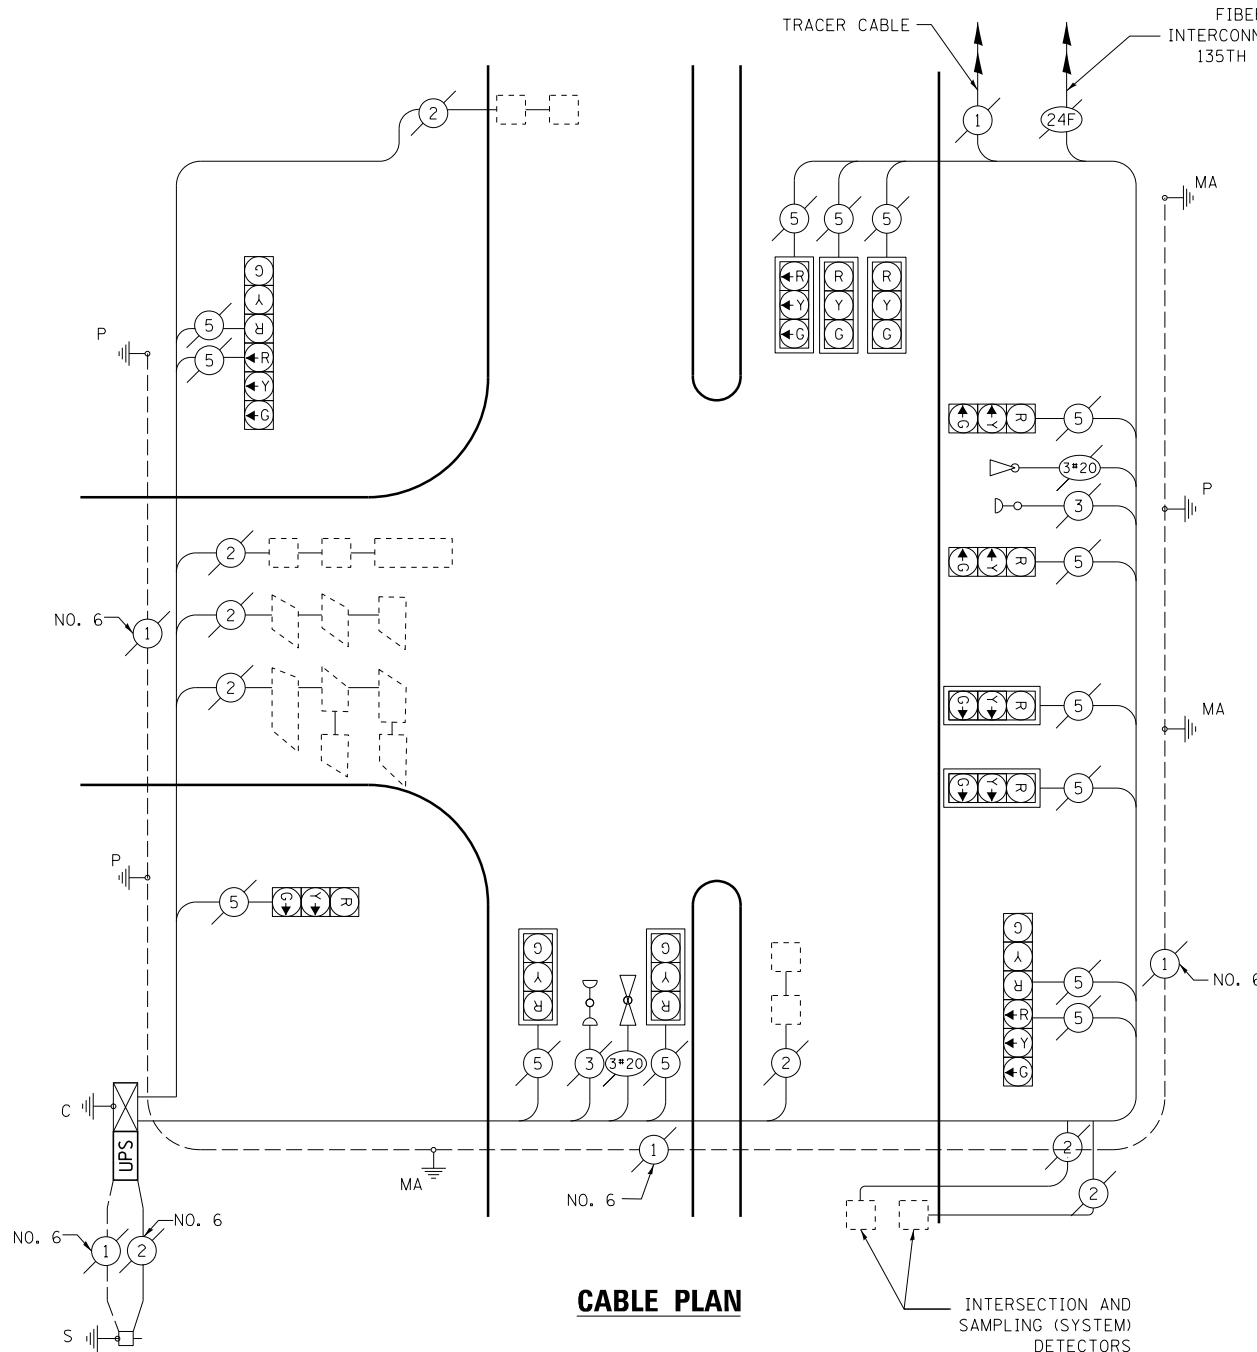 TRACER CABLE
FIBE
INTERCONN
135TH
2
1
24F
MA
5 5 5
R R R
Y Y Y
G G G
G
Y
R
R
Y
G
5
5
P
G Y R 5
3#20
3
P
G Y R 5
2
NO. 6
1
2
2
G Y R 5
MA
G Y R 5
P
5
G Y R
G
Y
R
R
Y
G
5
5
1
NO. 6
G
Y
R
G
Y
R
5
3
3#20
5
2
C
UPS
MA
1
NO. 6
2
2
NO. 6
NO. 6
1
2
S
CABLE PLAN
INTERSECTION AND
SAMPLING (SYSTEM)
DETECTORS